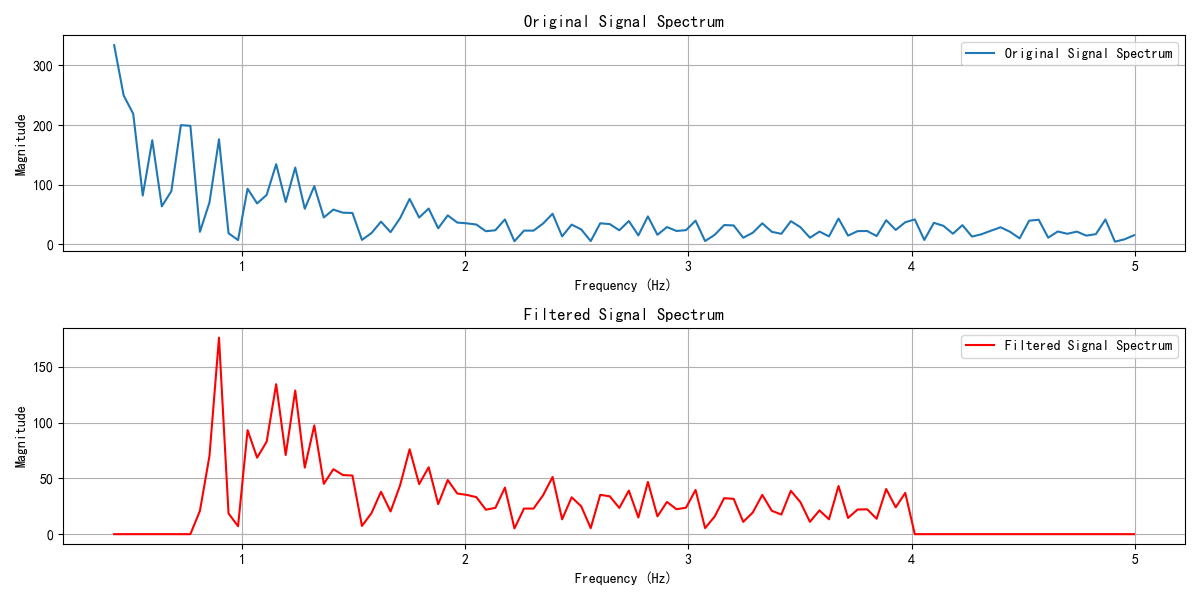 Original Signal Spectrum
Original Signal Spectrum
300
200
100
0
Magnitude
1 2 3 4 5
Frequency (Hz)
Filtered Signal Spectrum
Filtered Signal Spectrum
150
100
50
0
Magnitude
1 2 3 4 5
Frequency (Hz)